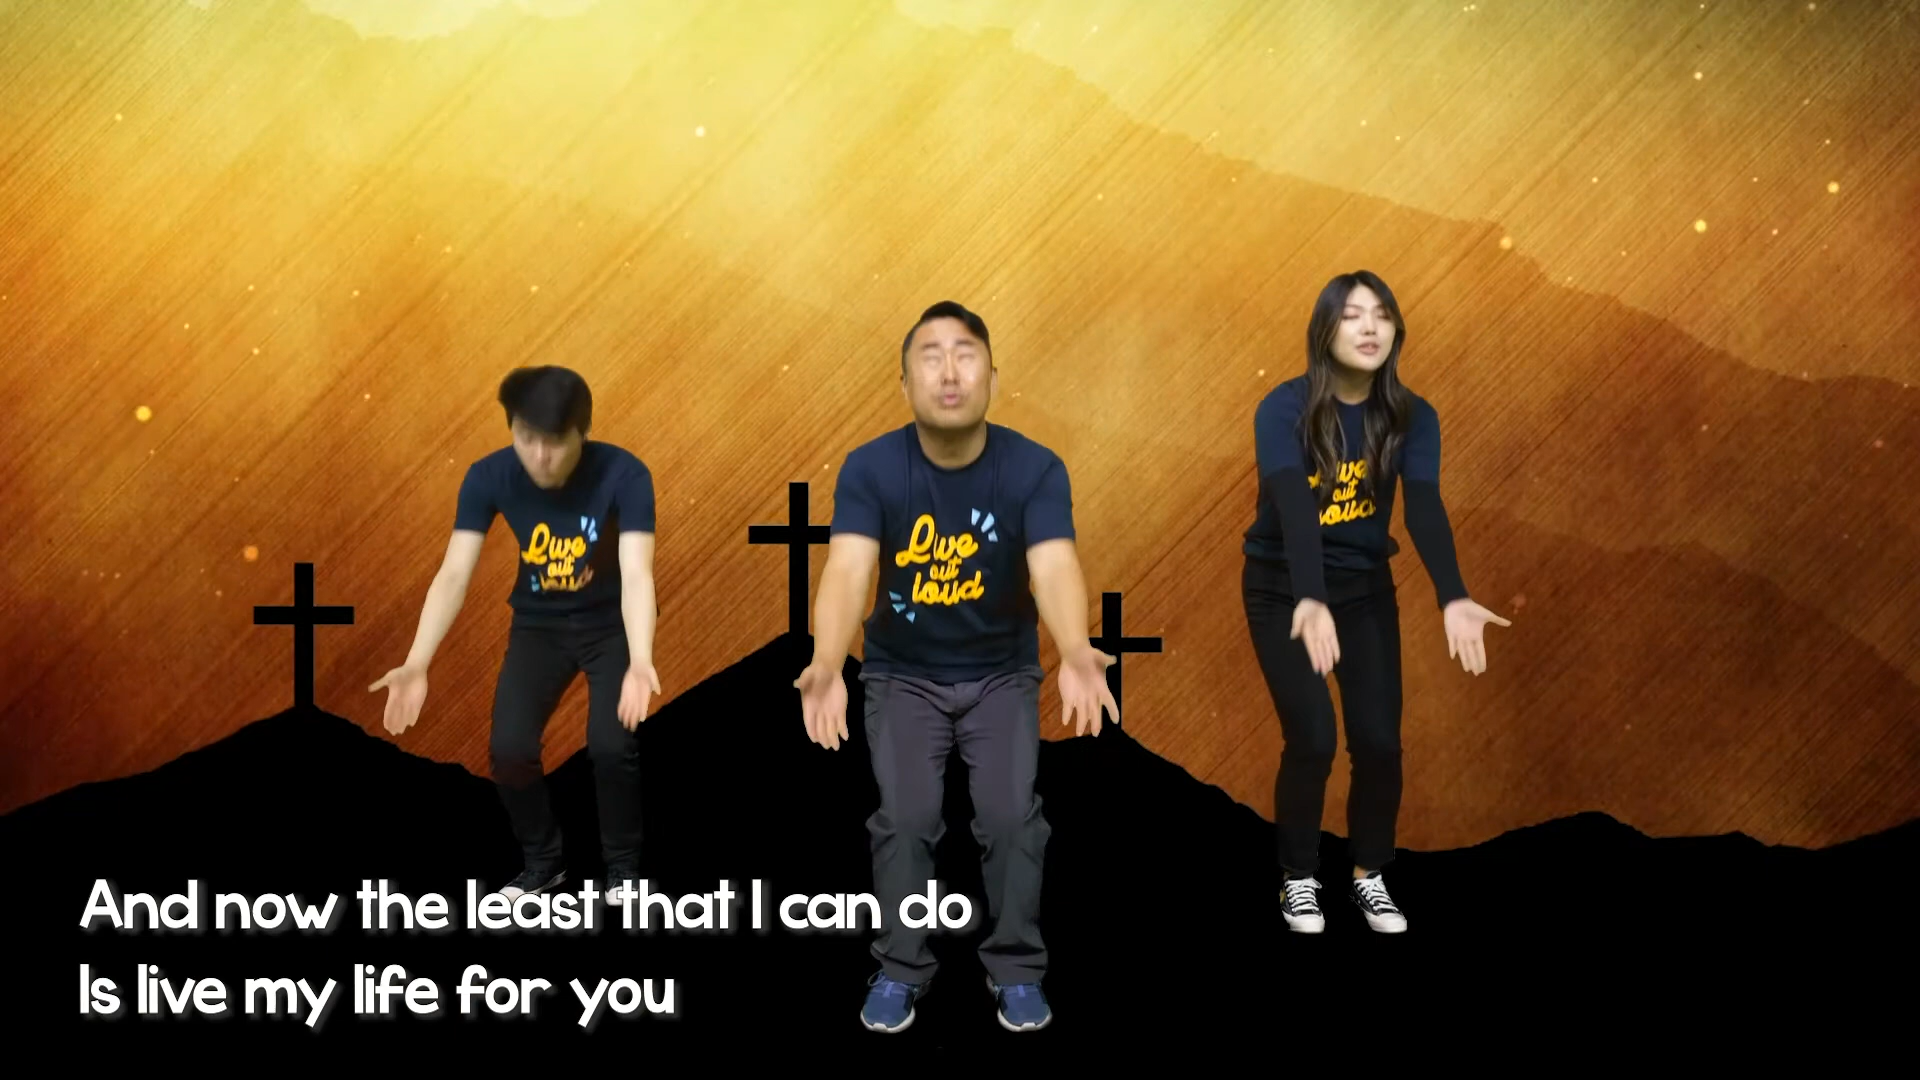 Live
out
loud
Live
out
loud
Live
out
loud
And now the least that I can do
Is live my life for you